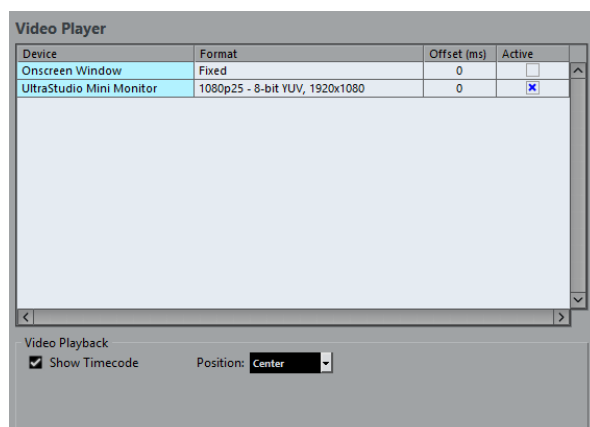 Video Player
Device Format Offset (ms) Active
Onscreen Window Fixed 0
UltraStudio Mini Monitor 1080p25 - 8-bit YUV, 1920x1080 0
Video Playback
Show Timecode Position: Center